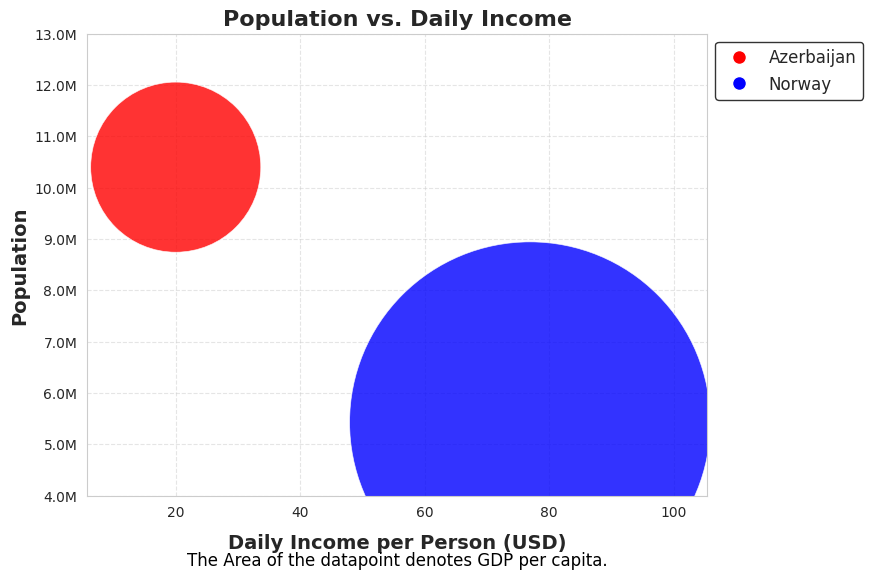 Population vs. Daily Income
Azerbaijan
Norway
Population
13.0M
12.0M
11.0M
10.0M
9.0M
8.0M
7.0M
6.0M
5.0M
4.0M
20
40
60
80
100
Daily Income per Person (USD)
The Area of the datapoint denotes GDP per capita.